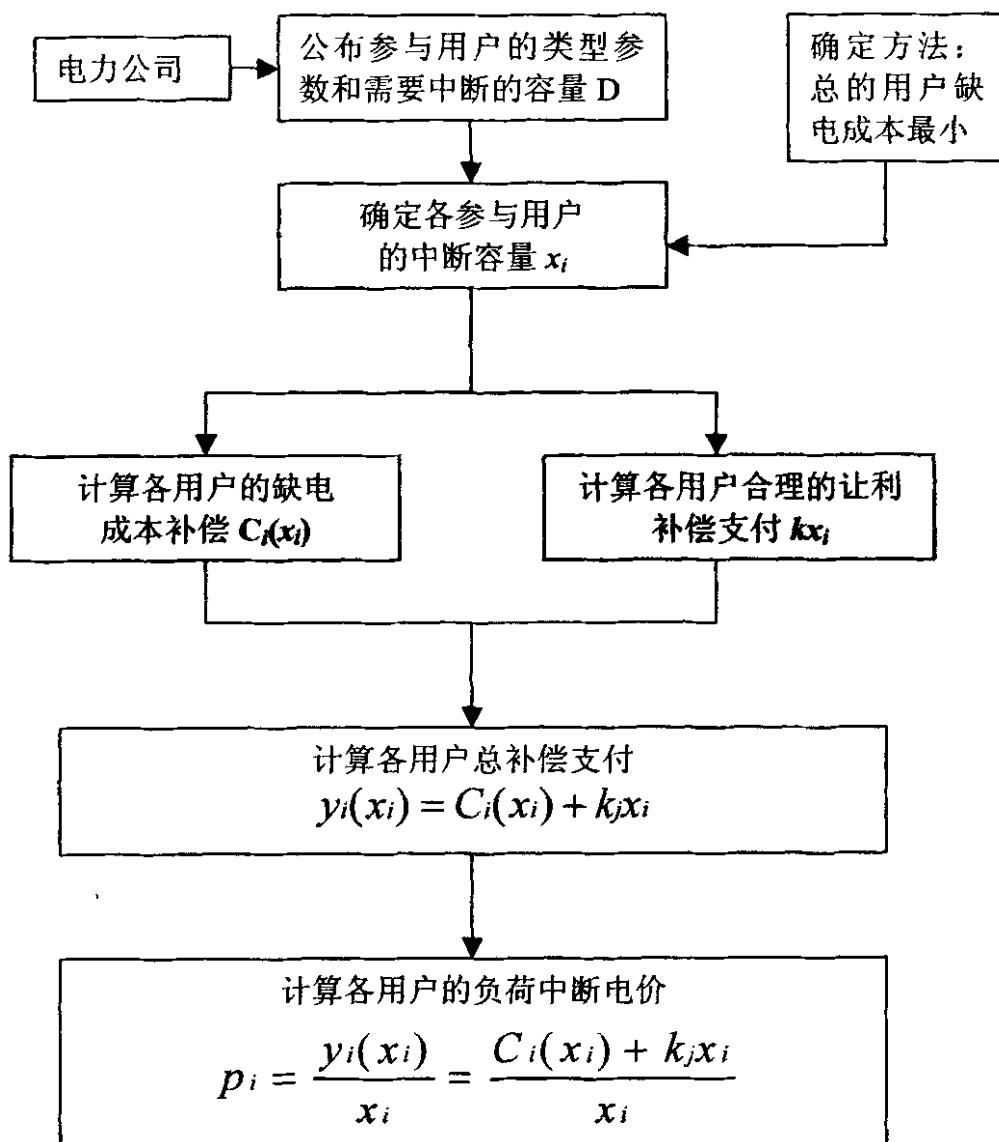 电力公司
公布参与用户的类型参
数和需要中断的容量 D
确定方法：
总的用户缺
电成本最小
确定各参与用户
的中断容量 xᵢ
计算各用户的缺电
成本补偿 Cᵢ(xᵢ)
计算各用户合理的让利
补偿支付 kxᵢ
计算各用户总补偿支付
yᵢ(xᵢ) = Cᵢ(xᵢ) + kⱼxᵢ
计算各用户的负荷中断电价
pᵢ = yᵢ(xᵢ) / xᵢ = (Cᵢ(xᵢ) + kⱼxᵢ) / xᵢ